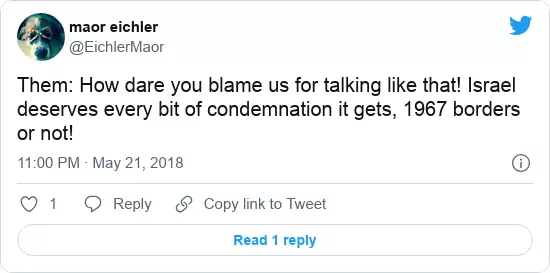 maor eichler
@EichlerMaor
Them: How dare you blame us for talking like that! Israel
deserves every bit of condemnation it gets, 1967 borders
or not!
11:00 PM · May 21, 2018
1 Reply Copy link to Tweet
Read 1 reply